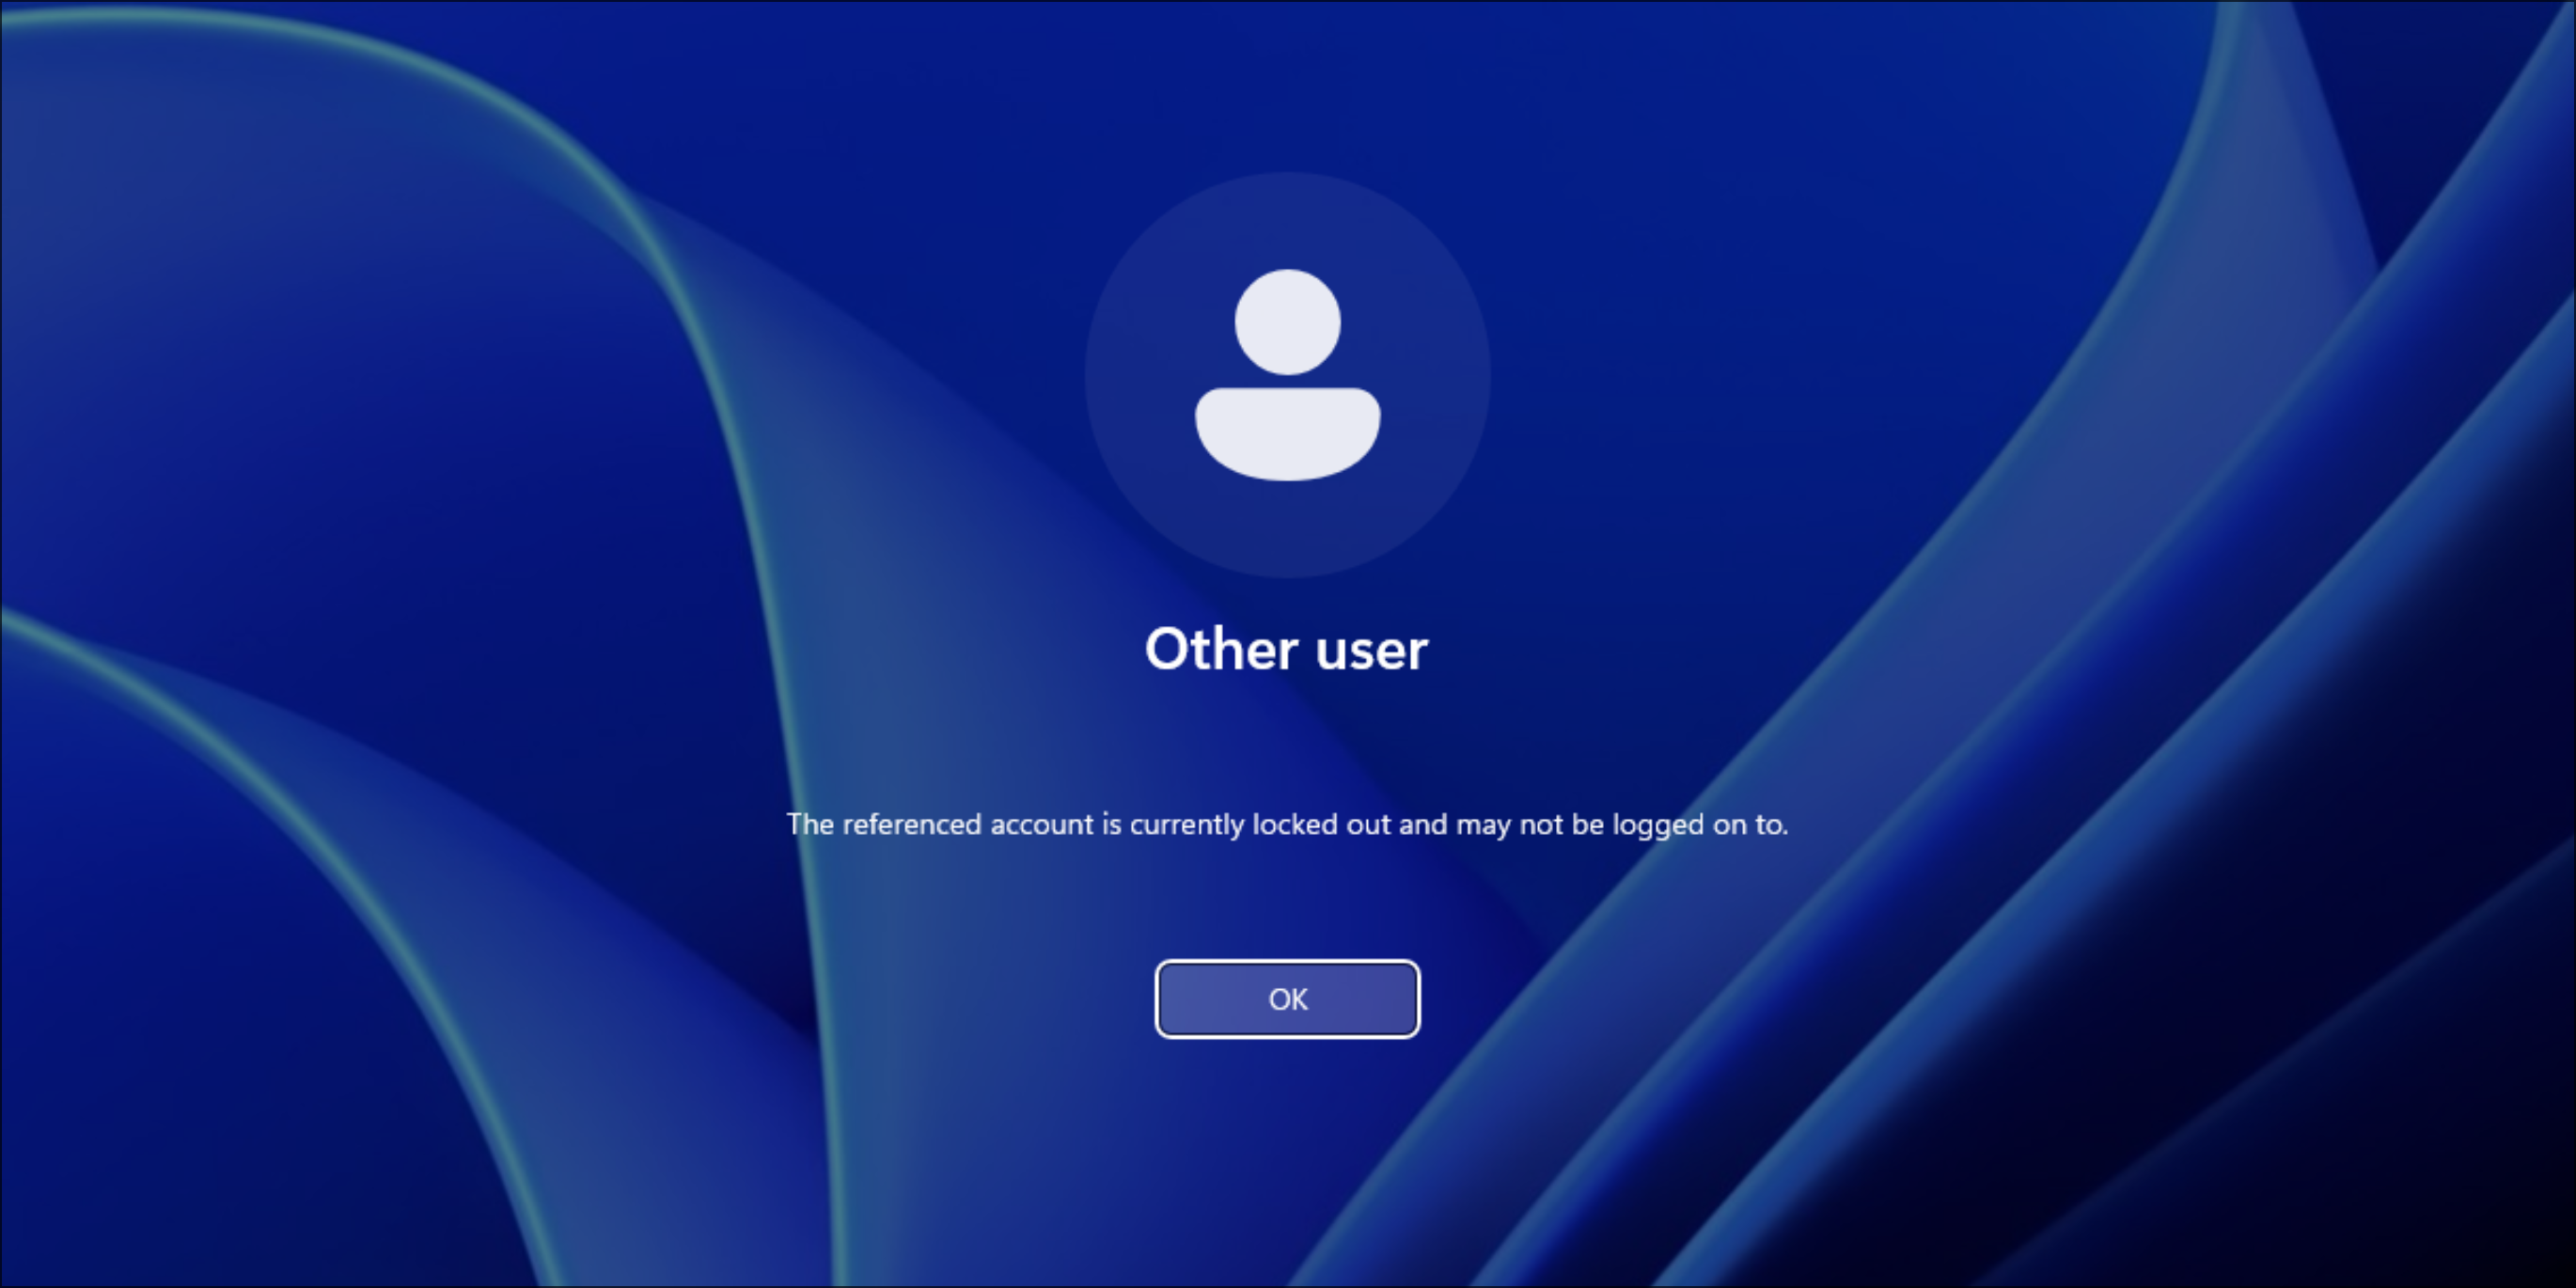 Other user
The referenced account is currently locked out and may not be logged on to.
OK